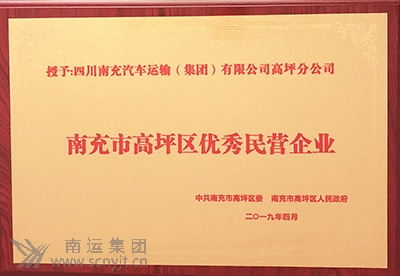 授予:四川南充汽车运输（集团）有限公司高坪分公司
南充市高坪区优秀民营企业
中共南充市高坪区委 南充市高坪区人民政府
二〇一九年四月
南运集团
www.scnyjt.cn